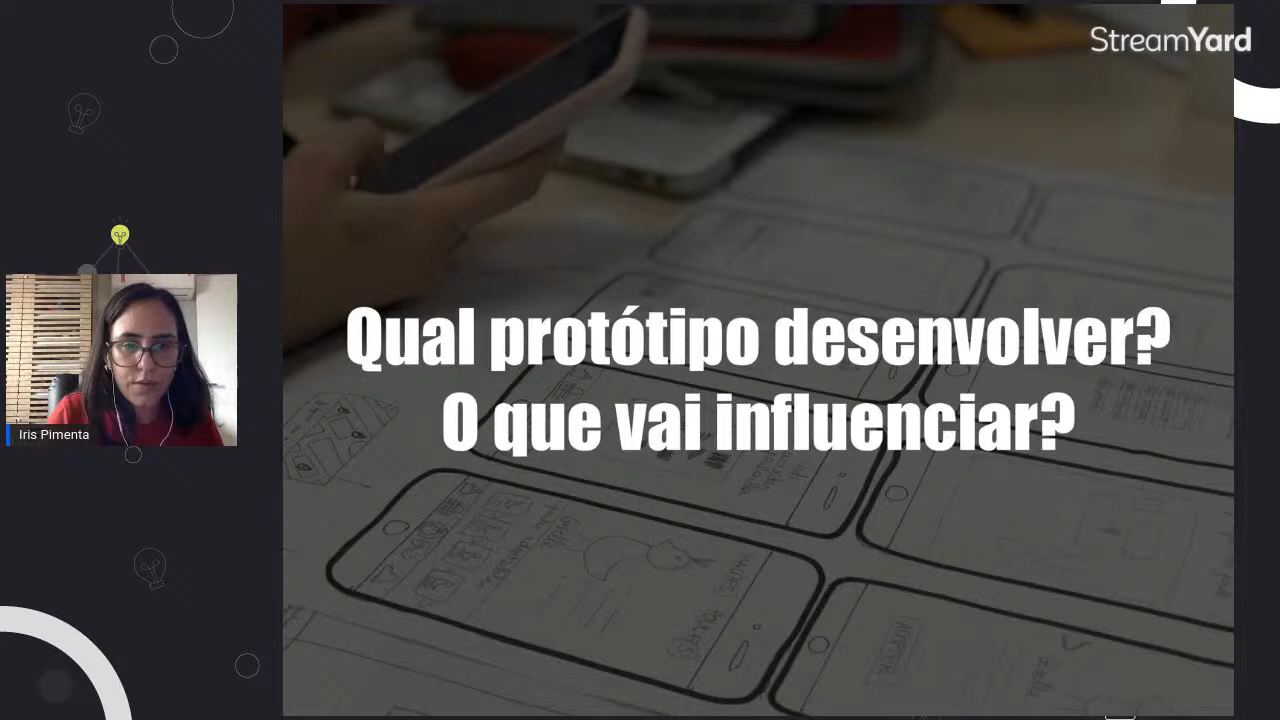 StreamYard
Qual protótipo desenvolver?
O que vai influenciar?
Iris Pimenta